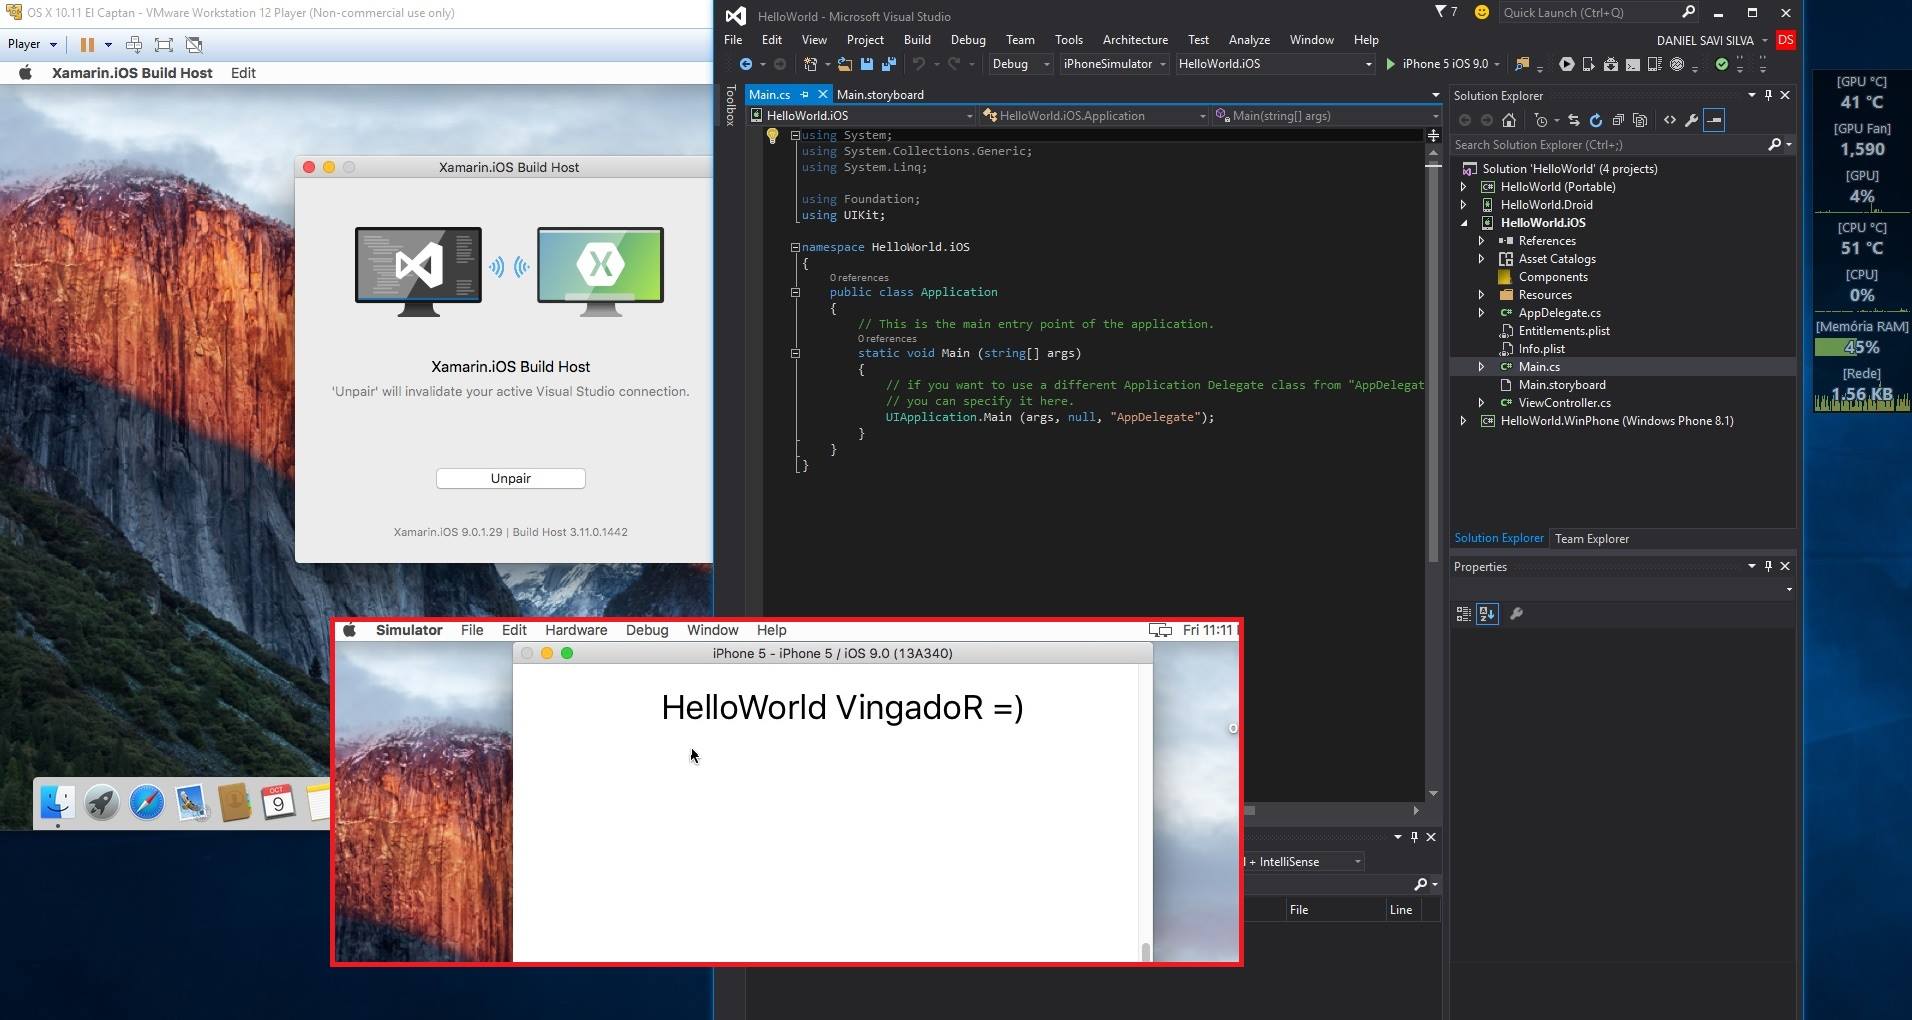 OS X 10.11 El Captan - VMware Workstation 12 Player (Non-commercial use only)
Player
Xamarin.iOS Build Host Edit
Xamarin.iOS Build Host
Xamarin.iOS Build Host
'Unpair' will invalidate your active Visual Studio connection.
Unpair
Xamarin.iOS 9.0.1.29 | Build Host 3.11.0.1442
OCT
9
HelloWorld - Microsoft Visual Studio
7
Quick Launch (Ctrl+Q)
File Edit View Project Build Debug Team Tools Architecture Test Analyze Window Help
DANIEL SAVI SILVA DS
Debug iPhoneSimulator HelloWorld.iOS iPhone 5 iOS 9.0
Toolbox
Main.cs Main.storyboard
HelloWorld.iOS HelloWorld.iOS.Application Main(string[] args)
using System;
using System.Collections.Generic;
using System.Linq;
using Foundation;
using UIKit;
namespace HelloWorld.iOS
{
0 references
public class Application
{
// This is the main entry point of the application.
0 references
static void Main (string[] args)
{
// if you want to use a different Application Delegate class from "AppDelegat
// you can specify it here.
UIApplication.Main (args, null, "AppDelegate");
}
}
}
Solution Explorer
Search Solution Explorer (Ctrl+;)
Solution 'HelloWorld' (4 projects)
C# HelloWorld (Portable)
HelloWorld.Droid
HelloWorld.iOS
References
Asset Catalogs
Components
Resources
C# AppDelegate.cs
Entitlements.plist
Info.plist
C# Main.cs
Main.storyboard
C# ViewController.cs
C# HelloWorld.WinPhone (Windows Phone 8.1)
Solution Explorer Team Explorer
Properties
+ IntelliSense
File Line
Simulator File Edit Hardware Debug Window Help
Fri 11:11
iPhone 5 - iPhone 5 / iOS 9.0 (13A340)
HelloWorld VingadoR =)
[GPU °C]
41 °C
[GPU Fan]
1,590
[GPU]
4%
[CPU °C]
51 °C
[CPU]
0%
[Memória RAM]
45%
[Rede]
1.56 KB